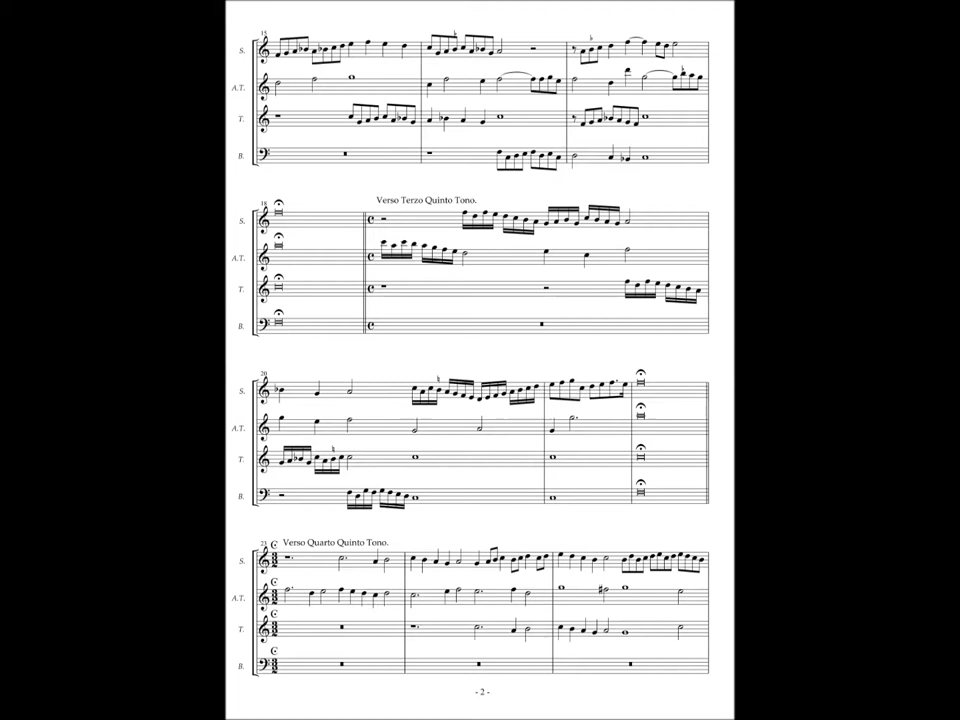 15
S.
A.T.
T.
B.
18
Verso Terzo Quinto Tono.
S.
A.T.
T.
B.
20
S.
A.T.
T.
B.
23
Verso Quarto Quinto Tono.
S.
A.T.
T.
B.
- 2 -